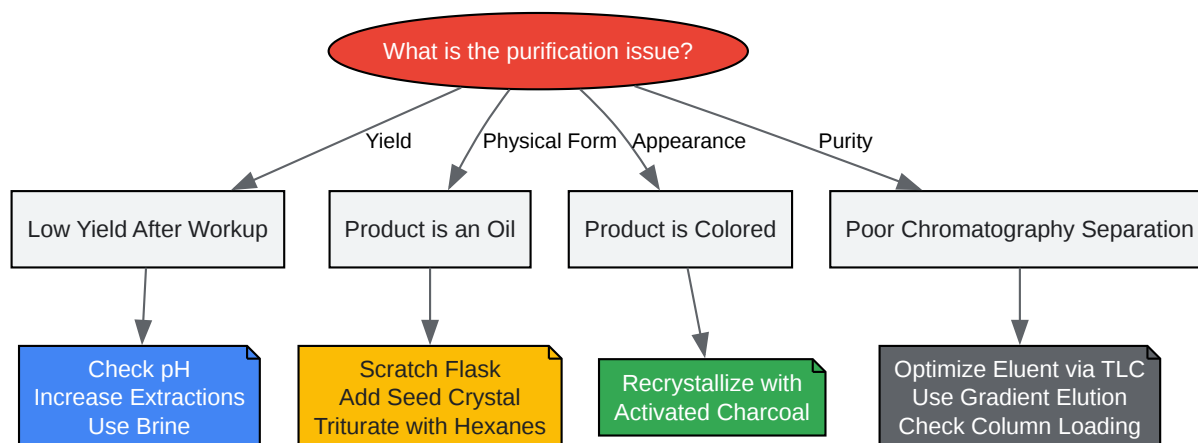 What is the purification issue?
Yield
Physical Form
Appearance
Purity
Low Yield After Workup
Product is an Oil
Product is Colored
Poor Chromatography Separation
Check pH
Increase Extractions
Use Brine
Scratch Flask
Add Seed Crystal
Triturate with Hexanes
Recrystallize with
Activated Charcoal
Optimize Eluent via TLC
Use Gradient Elution
Check Column Loading